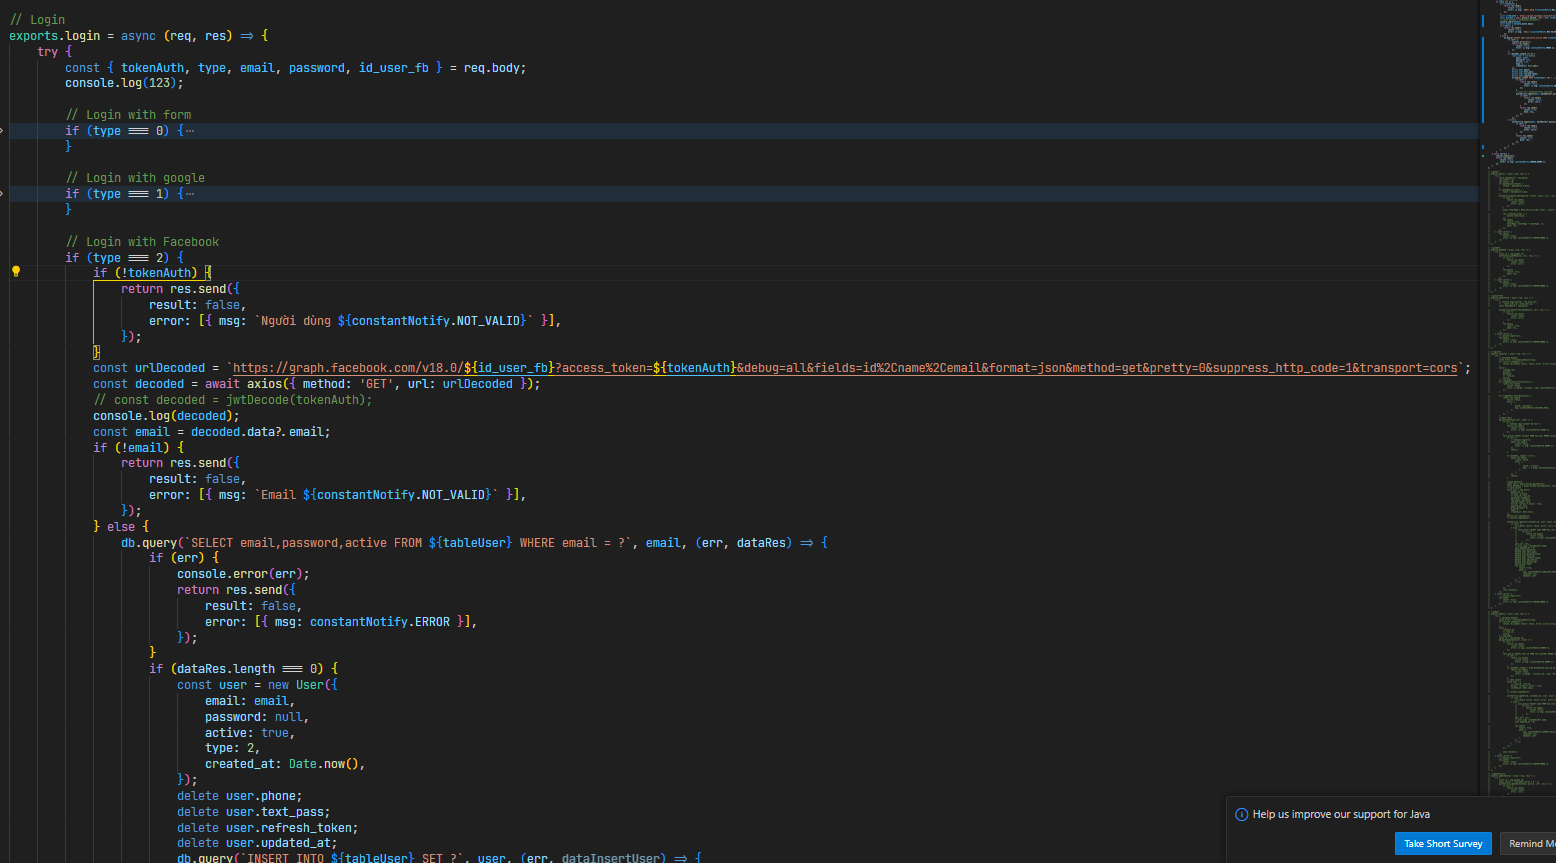 // Login
exports.login = async (req, res) => {
try {
const { tokenAuth, type, email, password, id_user_fb } = req.body;
console.log(123);
// Login with form
if (type === 0) {⋯
}
// Login with google
if (type === 1) {⋯
}
// Login with Facebook
if (type === 2) {
if (!tokenAuth) {
return res.send({
result: false,
error: [{ msg: `Người dùng ${constantNotify.NOT_VALID}` }],
});
}
const urlDecoded = `https://graph.facebook.com/v18.0/${id_user_fb}?access_token=${tokenAuth}&debug=all&fields=id%2Cname%2Cemail&format=json&method=get&pretty=0&suppress_http_code=1&transport=cors`;
const decoded = await axios({ method: 'GET', url: urlDecoded });
// const decoded = jwtDecode(tokenAuth);
console.log(decoded);
const email = decoded.data?.email;
if (!email) {
return res.send({
result: false,
error: [{ msg: `Email ${constantNotify.NOT_VALID}` }],
});
} else {
db.query(`SELECT email,password,active FROM ${tableUser} WHERE email = ?`, email, (err, dataRes) => {
if (err) {
console.error(err);
return res.send({
result: false,
error: [{ msg: constantNotify.ERROR }],
});
}
if (dataRes.length === 0) {
const user = new User({
email: email,
password: null,
active: true,
type: 2,
created_at: Date.now(),
});
delete user.phone;
delete user.text_pass;
delete user.refresh_token;
delete user.updated_at;
db.query(`INSERT INTO ${tableUser} SET ?`, user, (err, dataInsertUser) => {
Help us improve our support for Java
Take Short Survey
Remind